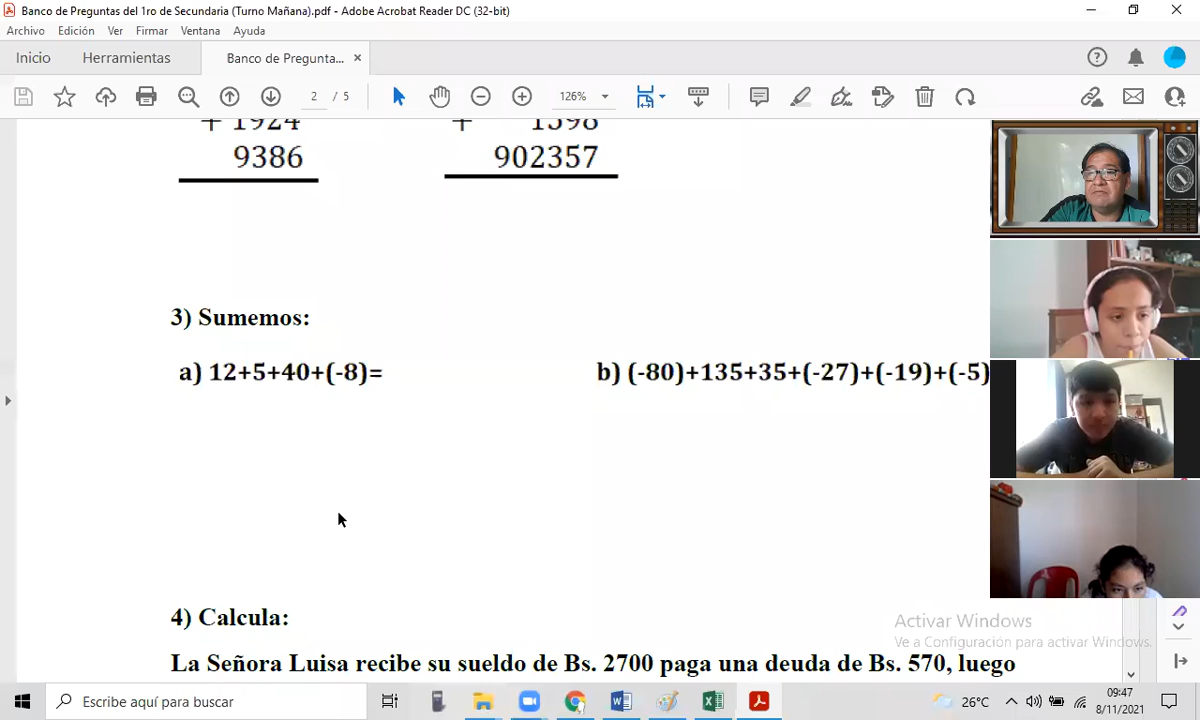 Banco de Preguntas del 1ro de Secundaria (Turno Mañana).pdf - Adobe Acrobat Reader DC (32-bit)
Archivo Edición Ver Firmar Ventana Ayuda
Inicio Herramientas Banco de Pregunta... ×
2 / 5 126%
+ 1924 + 1398
9386 902357
3) Sumemos:
a) 12+5+40+(-8)= b) (-80)+135+35+(-27)+(-19)+(-5)
4) Calcula:
La Señora Luisa recibe su sueldo de Bs. 2700 paga una deuda de Bs. 570, luego
Activar Windows
Ve a Configuración para activar Windows.
Escribe aquí para buscar 26°C 09:47
8/11/2021